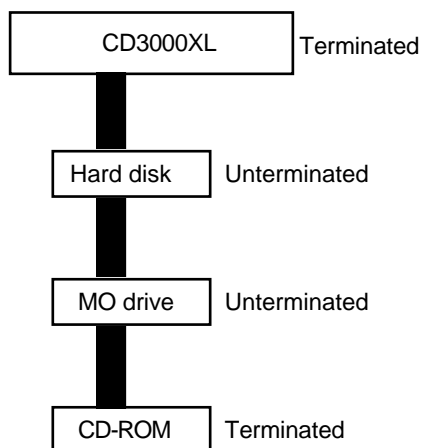 CD3000XL Terminated
Hard disk Unterminated
MO drive Unterminated
CD-ROM Terminated